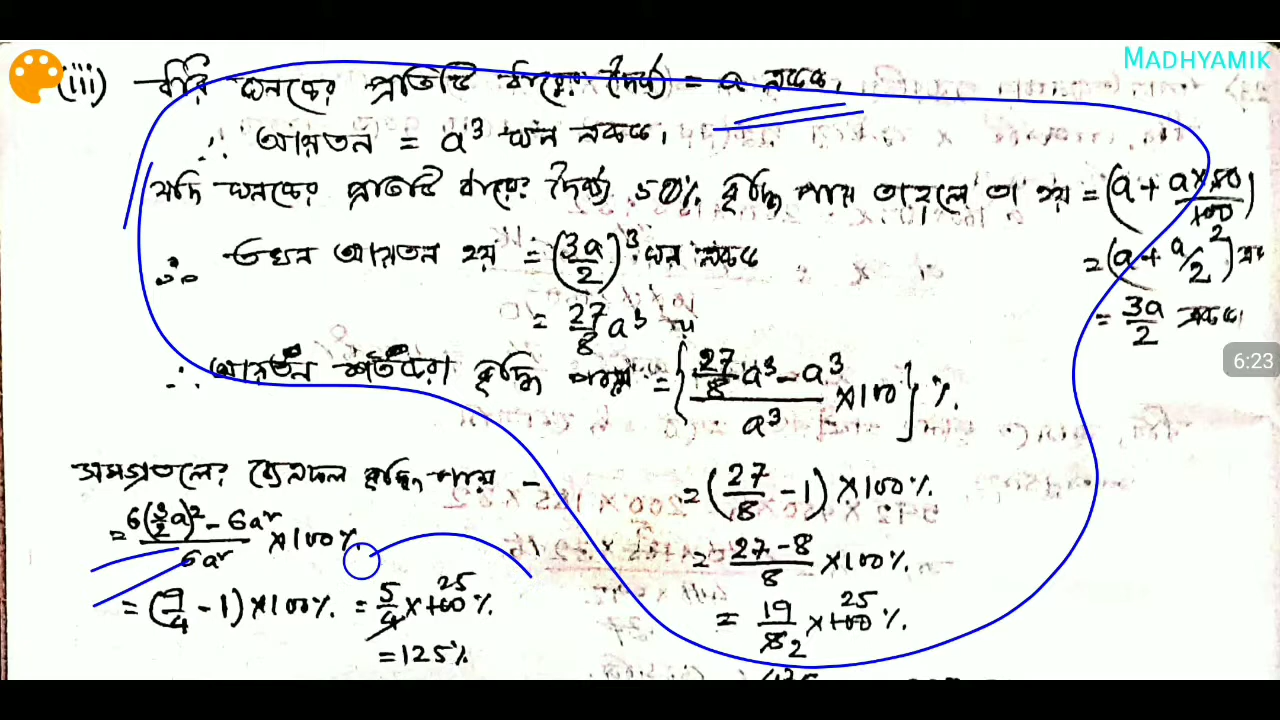 MADHYAMIK
(iii) ধরি ঘনকের প্রতিটি ধারের দৈর্ঘ্য = a একক।
∴ আয়তন = a³ ঘন একক।
যদি ঘনকের প্রতিটি ধারের দৈর্ঘ্য 50% বৃদ্ধি পায় তাহলে তা হয় = (a + a×50/100)
= (a + a/2)
= 3a/2 একক।
∴ তখন আয়তন হয় = (3a/2)³ ঘন একক
= 27/8 a³ "
∴ আয়তন শতকরা বৃদ্ধি পায় = {(27/8 a³ - a³)/a³ ×100} %.
= (27/8 - 1) ×100%.
= (27-8)/8 ×100%.
= 19/8 2 ×100 25 %.
সমগ্রতলের ক্ষেত্রফল বৃদ্ধি পায় -
= (6(3/2 a)² - 6a²)/6a² ×100%.
= (9/4 - 1) ×100%. = 5/4 ×100 25 %.
= 125%
6:23